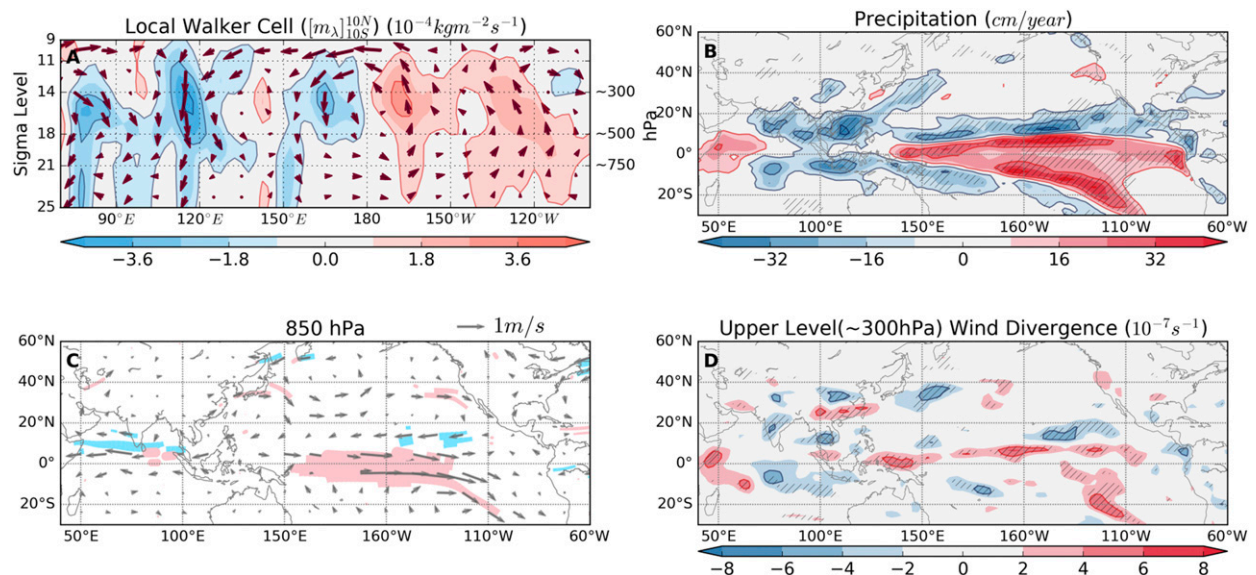 Local Walker Cell ([m_λ]^{10N}_{10S}) (10^{-4}kgm^{-2}s^{-1})
A
Sigma Level
9
11
14
18
21
25
~300
~500
~750
hPa
90°E 120°E 150°E 180 150°W 120°W
−3.6 −1.8 0.0 1.8 3.6
Precipitation (cm/year)
B
60°N
40°N
20°N
0°
20°S
50°E 100°E 150°E 160°W 110°W 60°W
−32 −16 0 16 32
850 hPa 1m/s
C
60°N
40°N
20°N
0°
20°S
50°E 100°E 150°E 160°W 110°W 60°W
Upper Level(~300hPa) Wind Divergence (10^{-7}s^{-1})
D
60°N
40°N
20°N
0°
20°S
50°E 100°E 150°E 160°W 110°W 60°W
−8 −6 −4 −2 0 2 4 6 8